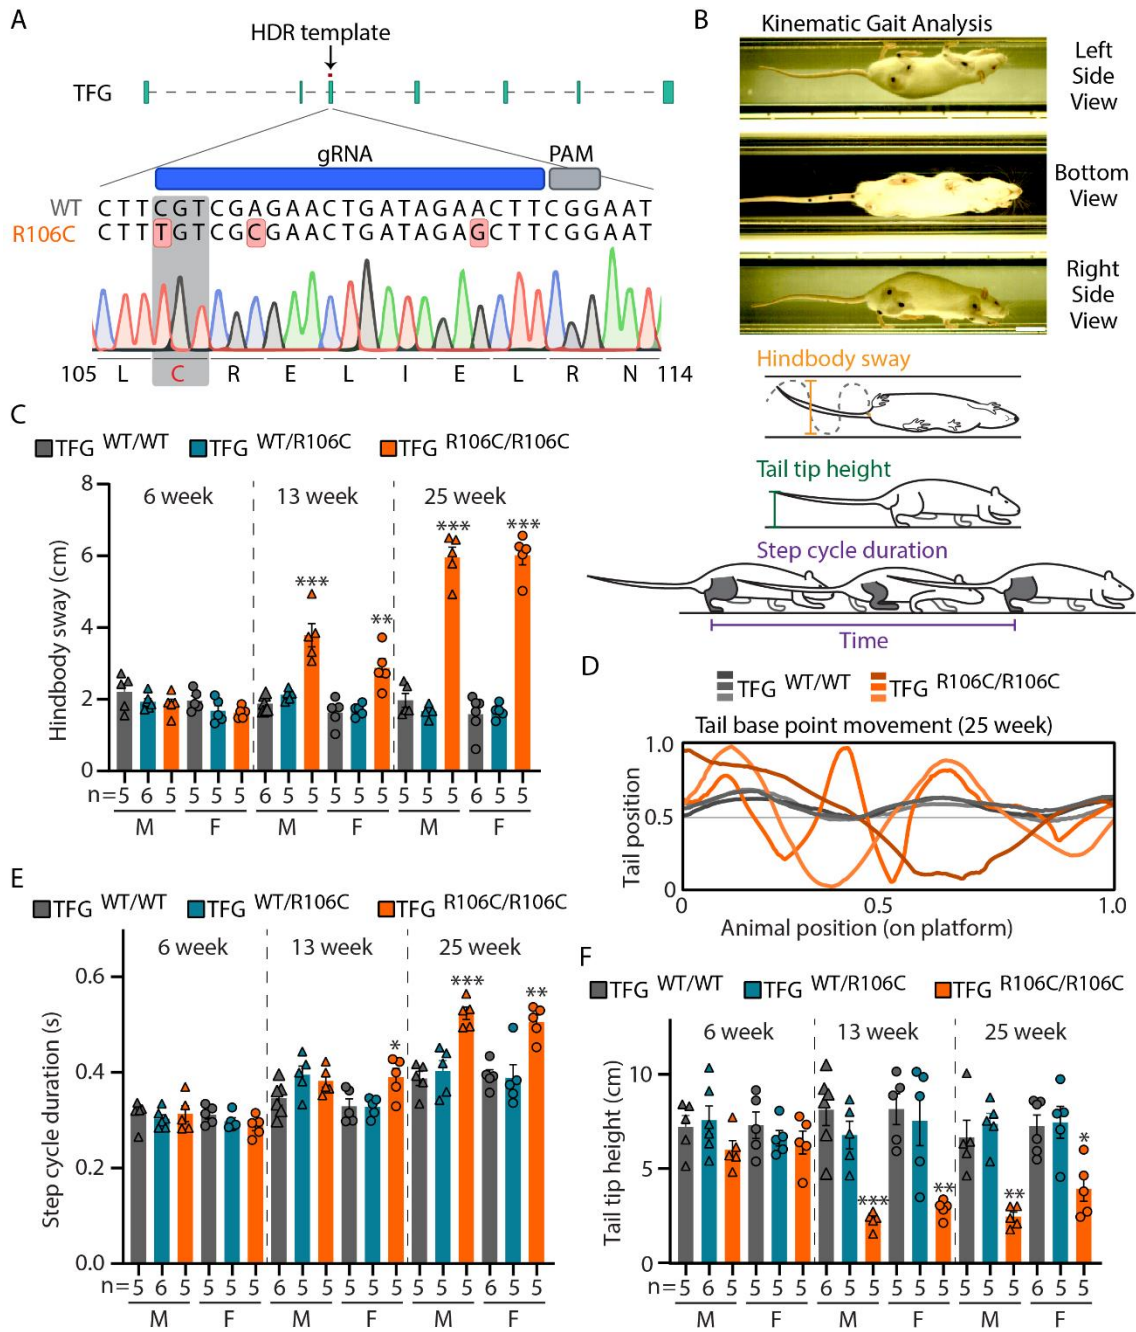 A
HDR template
TFG
gRNA
PAM
WT CTTCGTCGAGAACTGATAGAACTTCGGAAT
R106C CTTTGTCGCGAACTGATAGAGCTTCGGAAT
105 L C R E L I E L R N 114
B
Kinematic Gait Analysis
Left
Side
View
Bottom
View
Right
Side
View
Hindbody sway
Tail tip height
Step cycle duration
Time
C
TFG WT/WT TFG WT/R106C TFG R106C/R106C
6 week 13 week 25 week
Hindbody sway (cm)
8
6
4
2
0
*** ** *** ***
n= 5 6 5 5 5 5 6 5 5 5 5 5 5 5 5 6 5 5
M F M F M F
D
TFG WT/WT TFG R106C/R106C
Tail base point movement (25 week)
Tail position
1.0
0.5
0
0 0.5 1.0
Animal position (on platform)
E
TFG WT/WT TFG WT/R106C TFG R106C/R106C
6 week 13 week 25 week
Step cycle duration (s)
0.6
0.4
0.2
0.0
* *** **
n= 5 6 5 5 5 5 6 5 5 5 5 5 5 5 5 6 5 5
M F M F M F
F
TFG WT/WT TFG WT/R106C TFG R106C/R106C
6 week 13 week 25 week
Tail tip height (cm)
10
5
0
*** ** ** *
n= 5 6 5 5 5 5 6 5 5 5 5 5 5 5 5 6 5 5
M F M F M F